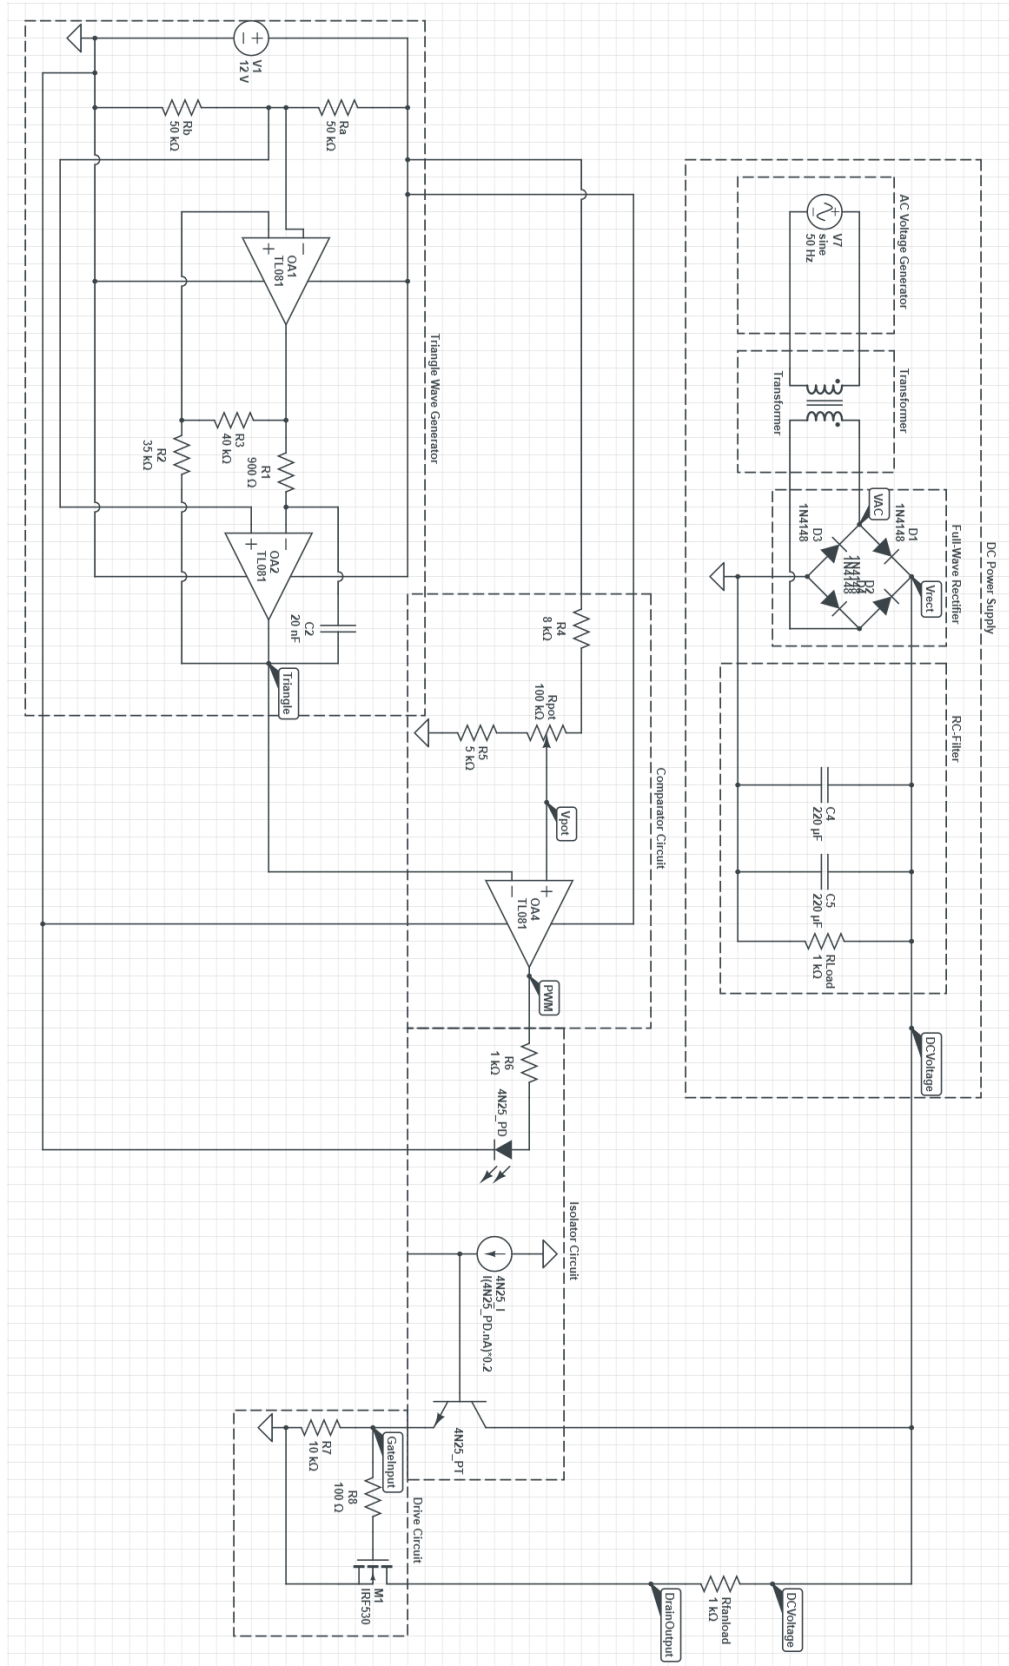 DC Power Supply
AC Voltage Generator
V7
sine
50 Hz
Transformer
Transformer
Full-Wave Rectifier
VAC
D1
1N4148
D3
1N4148
D2
1N4148
1N4148
Vrect
RC-Filter
C4
220 µF
C5
220 µF
RLoad
1 kΩ
DCVoltage
Triangle Wave Generator
V1
12 V
Ra
50 kΩ
Rb
50 kΩ
OA1
TL081
R3
40 kΩ
R1
900 Ω
R2
35 kΩ
OA2
TL081
C2
20 nF
Triangle
Comparator Circuit
R4
8 kΩ
Rpot
100 kΩ
R5
5 kΩ
Vpot
OA4
TL081
PWM
Isolator Circuit
R6
1 kΩ
4N25_PD
4N25_I
I(4N25_PD.nA)*0.2
4N25_PT
Drive Circuit
GateInput
R7
10 kΩ
R8
100 Ω
M1
IRF530
DCVoltage
Rfanload
1 kΩ
DrainOutput